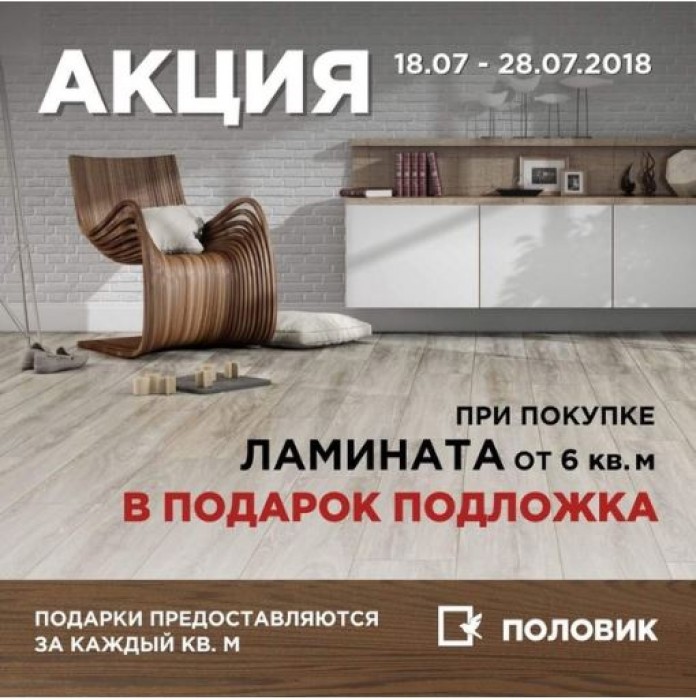 АКЦИЯ
18.07 - 28.07.2018
ПРИ ПОКУПКЕ
ЛАМИНАТА ОТ 6 КВ. М
В ПОДАРОК ПОДЛОЖКА
ПОДАРКИ ПРЕДОСТАВЛЯЮТСЯ
ЗА КАЖДЫЙ КВ. М
ПОЛОВИК